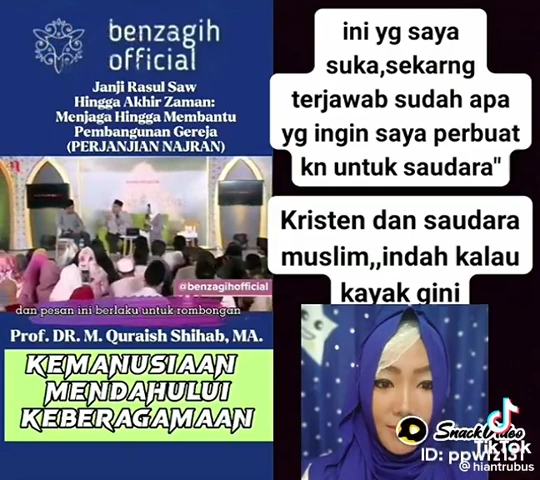 benzagih
official
Janji Rasul Saw
Hingga Akhir Zaman:
Menjaga Hingga Membantu
Pembangunan Gereja
(PERJANJIAN NAJRAN)
@benzagihofficial
dan pesan ini berlaku untuk rombongan
Prof. DR. M. Quraish Shihab, MA.
KEMANUSIAAN
MENDAHULUI
KEBERAGAMAAN
ini yg saya
suka,sekarng
terjawab sudah apa
yg ingin saya perbuat
kn untuk saudara"
Kristen dan saudara
muslim,,indah kalau
kayak gini
SnackVideo
TikTok
@hiantrubus